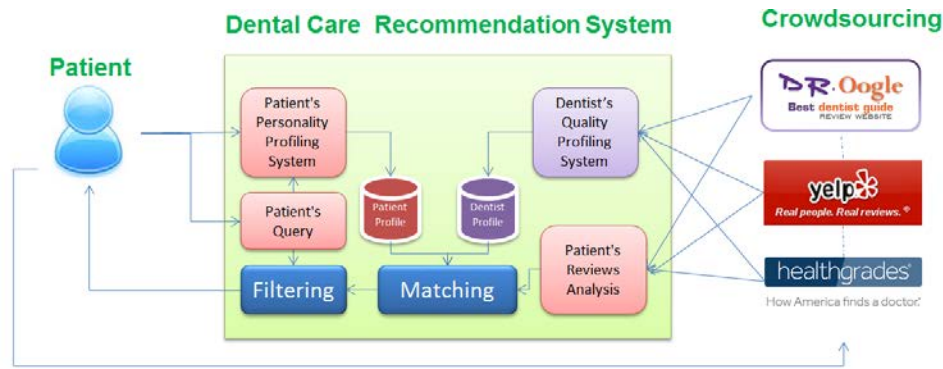 Dental Care Recommendation System
Crowdsourcing
Patient
Patient's
Personality
Profiling
System
Dentist's
Quality
Profiling
System
DR.Oogle
Best dentist guide
REVIEW WEBSITE
Patient
Profile
Dentist
Profile
yelp
Real people. Real reviews. ®
Patient's
Query
Patient's
Reviews
Analysis
Filtering
Matching
healthgrades®
How America finds a doctor.